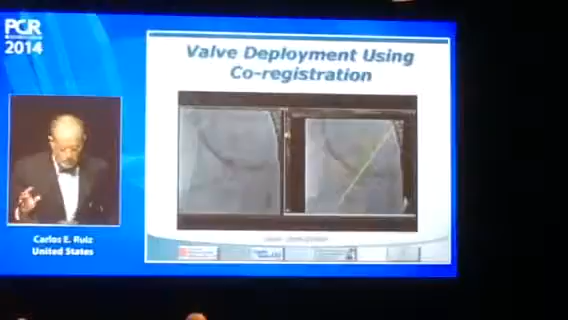 PCR
2014
Valve Deployment Using
Co-registration
Carlos E. Ruiz
United States